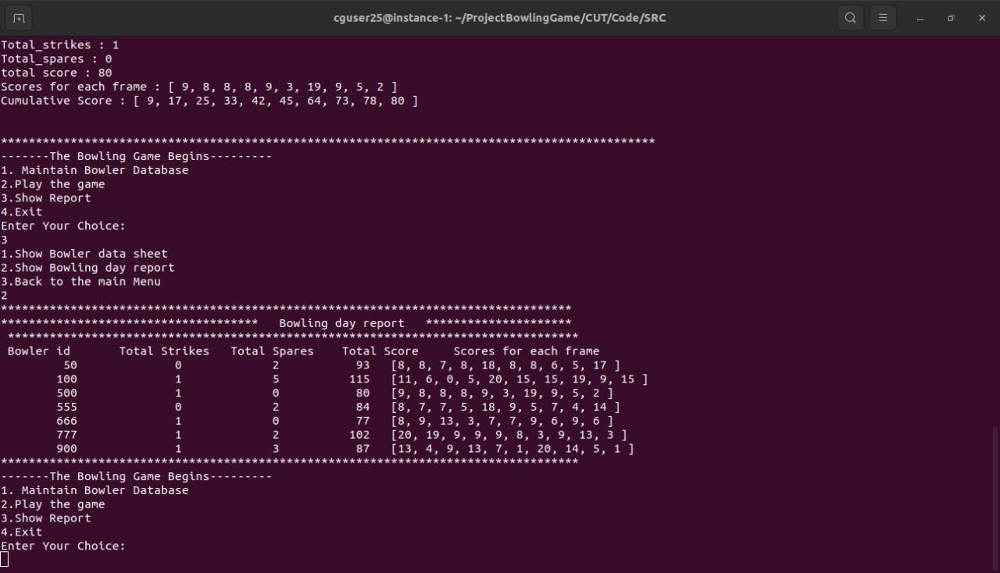 cguser25@instance-1: ~/ProjectBowlingGame/CUT/Code/SRC
Total_strikes : 1
Total_spares : 0
total score : 80
Scores for each frame : [ 9, 8, 8, 8, 9, 3, 19, 9, 5, 2 ]
Cumulative Score : [ 9, 17, 25, 33, 42, 45, 64, 73, 78, 80 ]
**********************************************************************************************
-------The Bowling Game Begins---------
1. Maintain Bowler Database
2.Play the game
3.Show Report
4.Exit
Enter Your Choice:
3
1.Show Bowler data sheet
2.Show Bowling day report
3.Back to the main Menu
2
**********************************************************************************
*************************************   Bowling day report   *********************
 **********************************************************************************
 Bowler id       Total Strikes   Total Spares    Total Score     Scores for each frame
         50              0             2           93   [8, 8, 7, 8, 18, 8, 8, 6, 5, 17 ]
        100              1             5          115   [11, 6, 0, 5, 20, 15, 15, 19, 9, 15 ]
        500              1             0           80   [9, 8, 8, 8, 9, 3, 19, 9, 5, 2 ]
        555              0             2           84   [8, 7, 7, 5, 18, 9, 5, 7, 4, 14 ]
        666              1             0           77   [8, 9, 13, 3, 7, 7, 9, 6, 9, 6 ]
        777              1             2          102   [20, 19, 9, 9, 9, 8, 3, 9, 13, 3 ]
        900              1             3           87   [13, 4, 9, 13, 7, 1, 20, 14, 5, 1 ]
***********************************************************************************
-------The Bowling Game Begins---------
1. Maintain Bowler Database
2.Play the game
3.Show Report
4.Exit
Enter Your Choice: